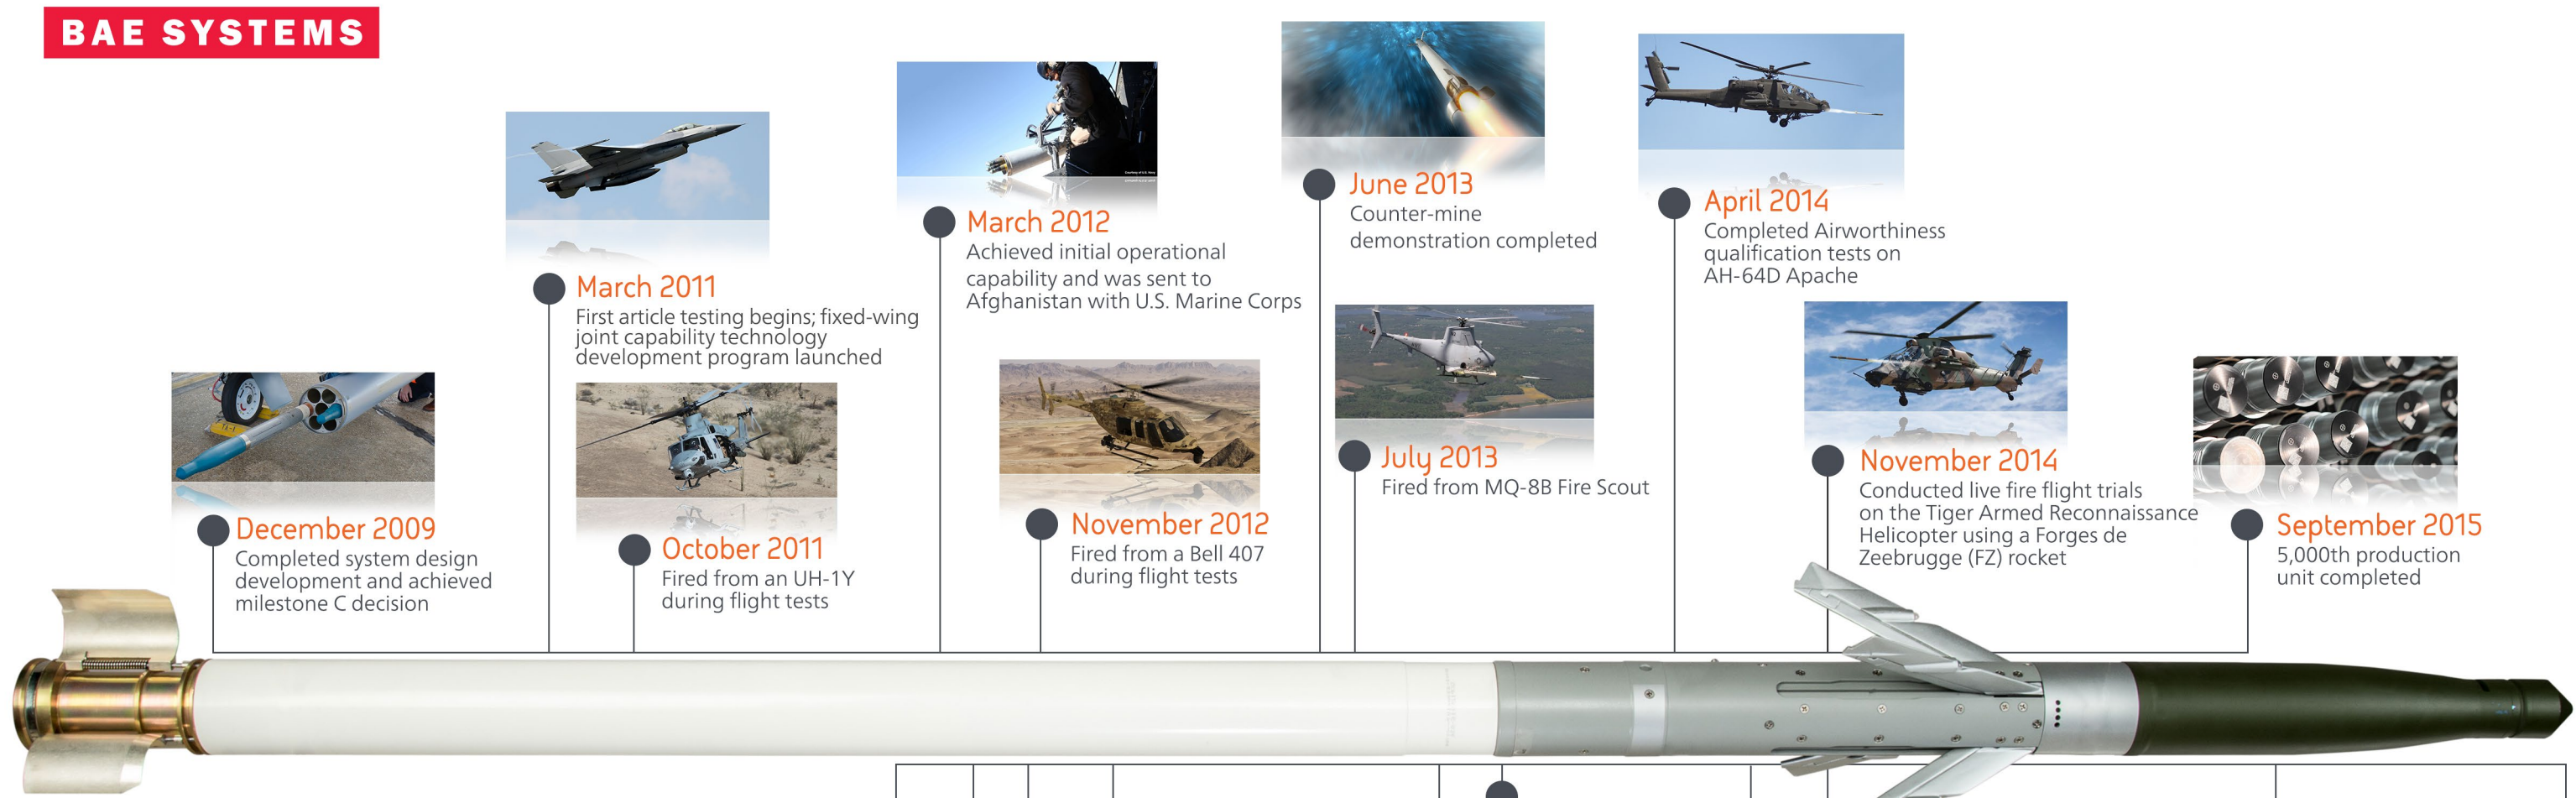 BAE SYSTEMS
December 2009
Completed system design
development and achieved
milestone C decision
March 2011
First article testing begins; fixed-wing
joint capability technology
development program launched
October 2011
Fired from an UH-1Y
during flight tests
March 2012
Achieved initial operational
capability and was sent to
Afghanistan with U.S. Marine Corps
November 2012
Fired from a Bell 407
during flight tests
June 2013
Counter-mine
demonstration completed
July 2013
Fired from MQ-8B Fire Scout
April 2014
Completed Airworthiness
qualification tests on
AH-64D Apache
November 2014
Conducted live fire flight trials
on the Tiger Armed Reconnaissance
Helicopter using a Forges de
Zeebrugge (FZ) rocket
September 2015
5,000th production
unit completed